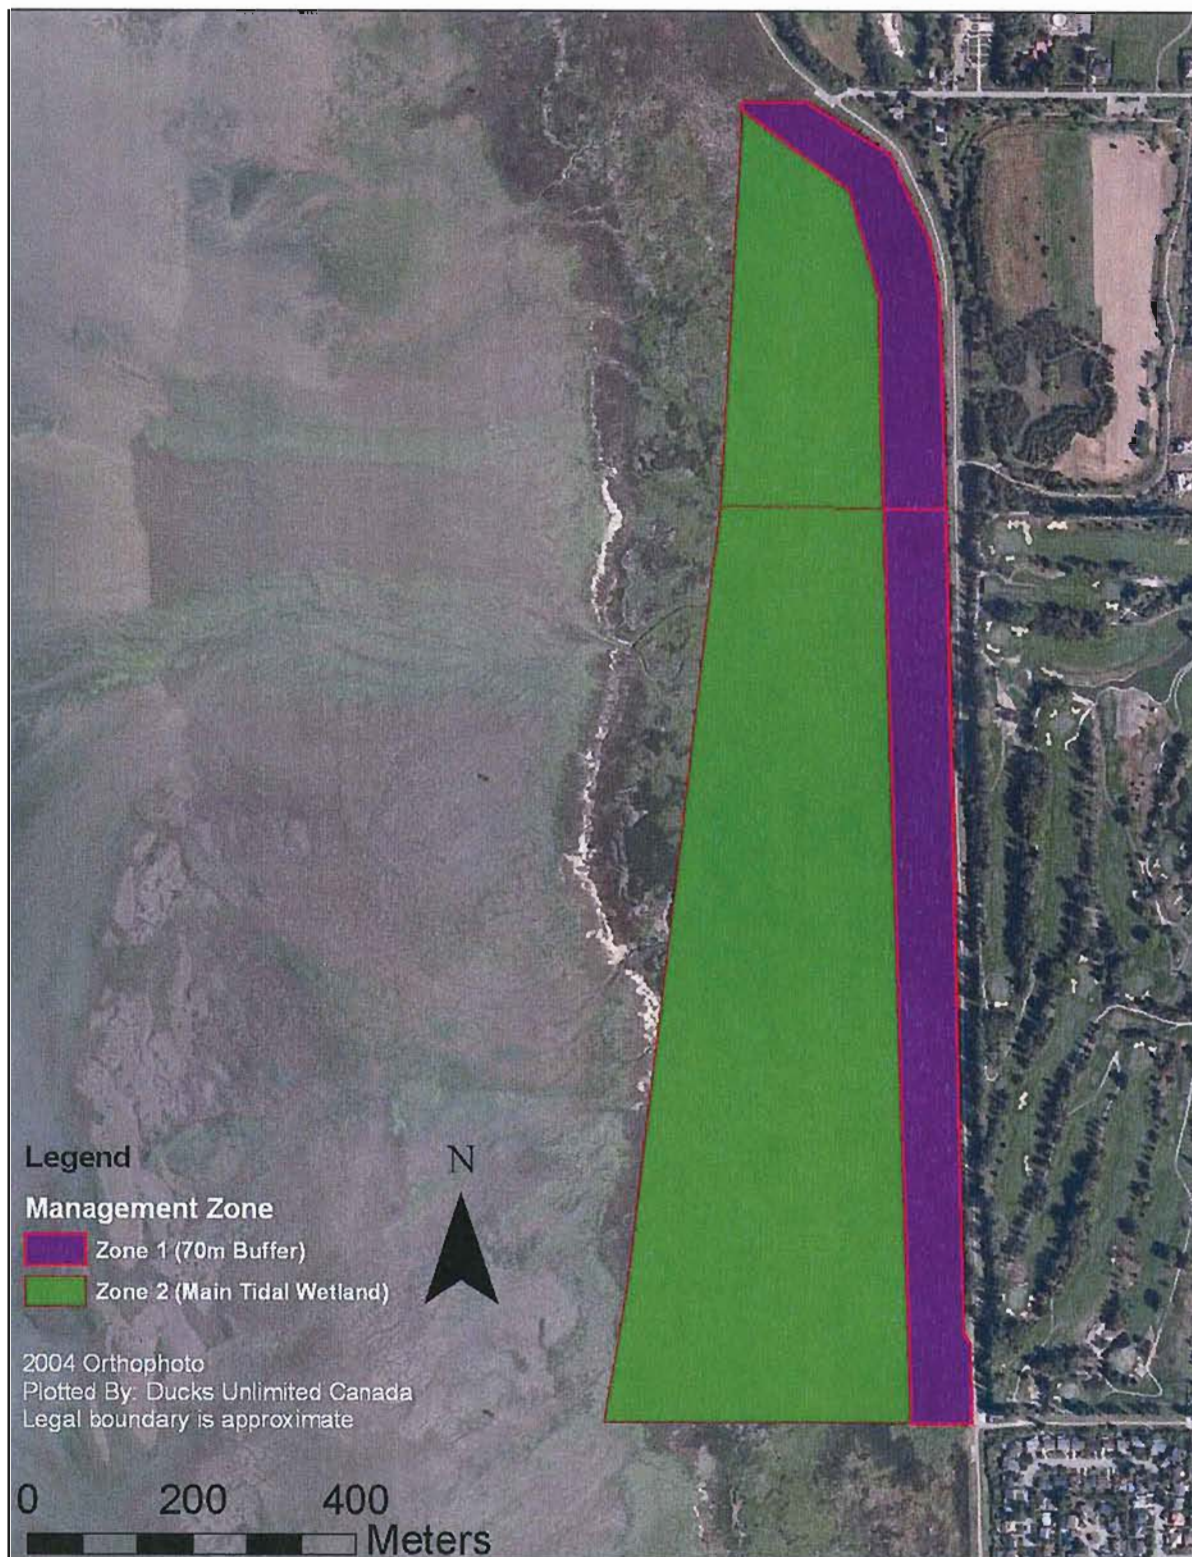 N
Legend
Management Zone
Zone 1 (70m Buffer)
Zone 2 (Main Tidal Wetland)
2004 Orthophoto
Plotted By: Ducks Unlimited Canada
Legal boundary is approximate
0 200 400
Meters